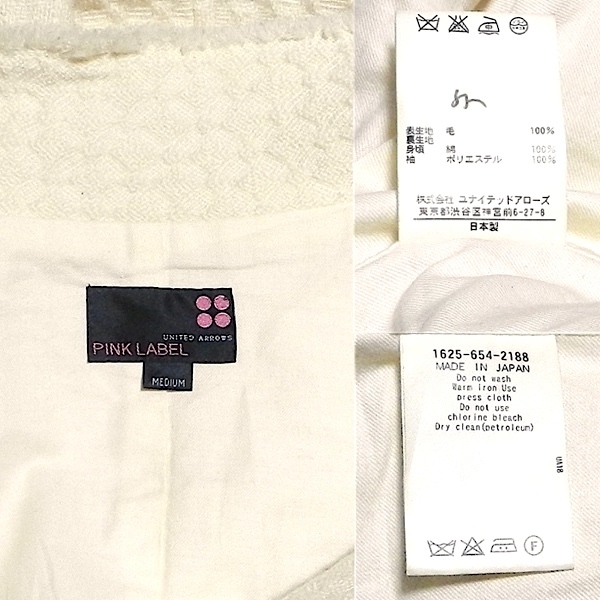 UNITED ARROWS
PINK LABEL
MEDIUM
表生地 毛 100%
裏生地
身頃 綿 100%
袖 ポリエステル 100%
株式会社 ユナイテッドアローズ
東京都渋谷区神宮前6-27-8
日本製
1625-654-2188
MADE IN JAPAN
Do not wash
Warm iron Use
press cloth
Do not use
chlorine bleach
Dry clean(petroleum)
F